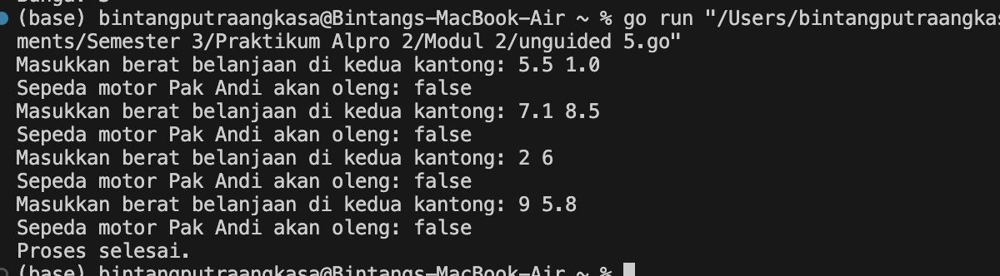 (base) bintangputraangkasa@Bintangs-MacBook-Air ~ % go run "/Users/bintangputraangkas
ments/Semester 3/Praktikum Alpro 2/Modul 2/unguided 5.go"
Masukkan berat belanjaan di kedua kantong: 5.5 1.0
Sepeda motor Pak Andi akan oleng: false
Masukkan berat belanjaan di kedua kantong: 7.1 8.5
Sepeda motor Pak Andi akan oleng: false
Masukkan berat belanjaan di kedua kantong: 2 6
Sepeda motor Pak Andi akan oleng: false
Masukkan berat belanjaan di kedua kantong: 9 5.8
Sepeda motor Pak Andi akan oleng: false
Proses selesai.
(base) bintangputraangkasa@Bintangs-MacBook-Air ~ %